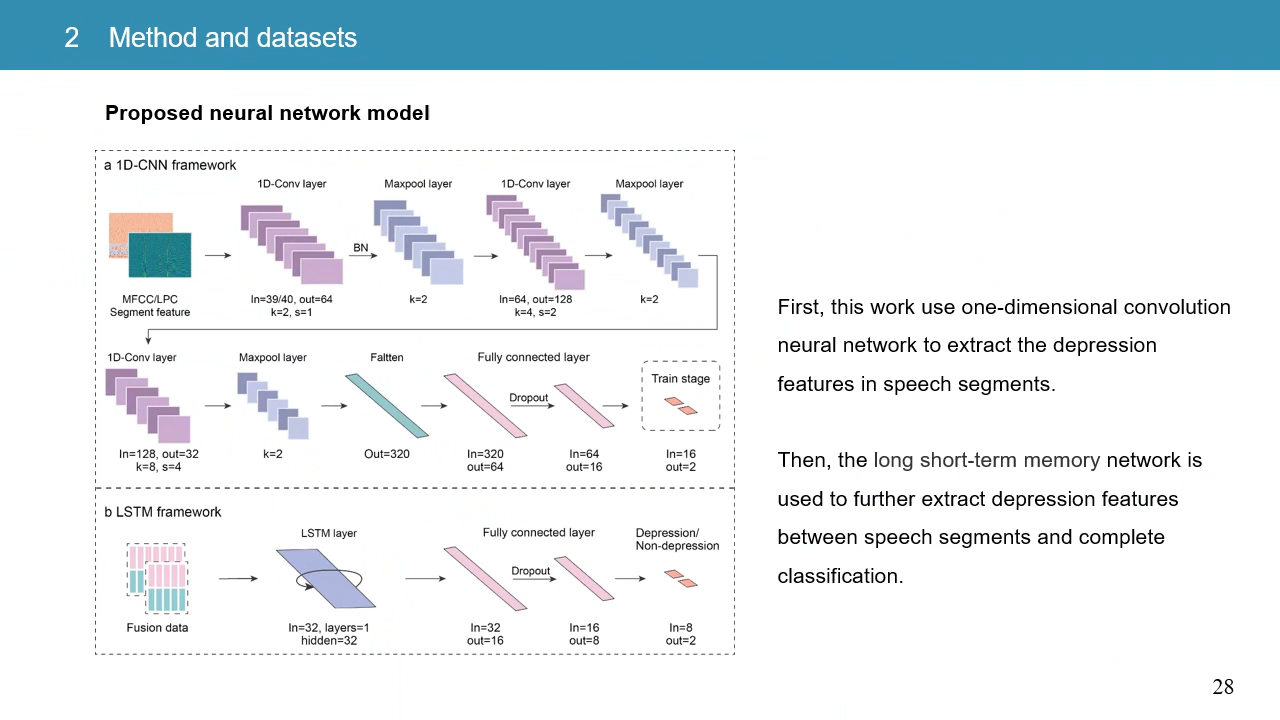 2 Method and datasets
Proposed neural network model
a 1D-CNN framework
1D-Conv layer
Maxpool layer
1D-Conv layer
Maxpool layer
BN
MFCC/LPC
Segment feature
In=39/40, out=64
k=2, s=1
k=2
In=64, out=128
k=4, s=2
k=2
1D-Conv layer
Maxpool layer
Faltten
Fully connected layer
Train stage
Dropout
In=128, out=32
k=8, s=4
k=2
Out=320
In=320
out=64
In=64
out=16
In=16
out=2
b LSTM framework
LSTM layer
Fully connected layer
Depression/
Non-depression
Dropout
Fusion data
In=32, layers=1
hidden=32
In=32
out=16
In=16
out=8
In=8
out=2
First, this work use one-dimensional convolution
neural network to extract the depression
features in speech segments.
Then, the long short-term memory network is
used to further extract depression features
between speech segments and complete
classification.
28